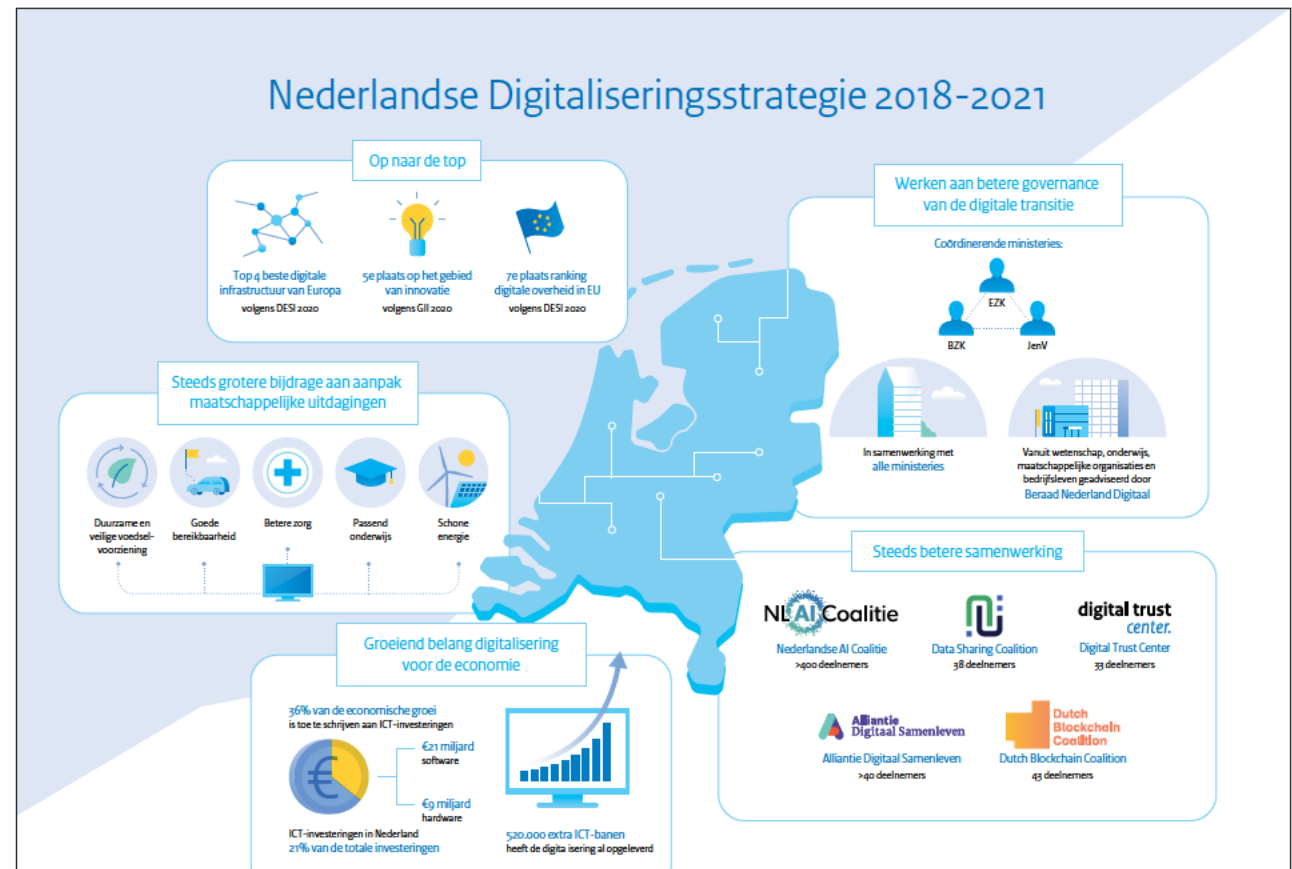 Nederlandse Digitaliseringsstrategie 2018-2021
Op naar de top
Top 4 beste digitale
infrastructuur van Europa
volgens DESI 2020
5e plaats op het gebied
van innovatie
volgens GII 2020
7e plaats ranking
digitale overheid in EU
volgens DESI 2020
Werken aan betere governance
van de digitale transitie
Coördinerende ministeries:
EZK
BZK
JenV
In samenwerking met
alle ministeries
Vanuit wetenschap, onderwijs,
maatschappelijke organisaties en
bedrijfsleven geadviseerd door
Beraad Nederland Digitaal
Steeds grotere bijdrage aan aanpak
maatschappelijke uitdagingen
Duurzame en
veilige voedsel-
voorziening
Goede
bereikbaarheid
Betere zorg
Passend
onderwijs
Schone
energie
Steeds betere samenwerking
NL AI Coalitie
Nederlandse AI Coalitie
>400 deelnemers
Data Sharing Coalition
38 deelnemers
digital trust
center.
Digital Trust Center
33 deelnemers
Alliantie
Digitaal Samenleven
Alliantie Digitaal Samenleven
>40 deelnemers
Dutch
Blockchain
Coalition
Dutch Blockchain Coalition
43 deelnemers
Groeiend belang digitalisering
voor de economie
36% van de economische groei
is toe te schrijven aan ICT-investeringen
€
€21 miljard
software
€9 miljard
hardware
ICT-investeringen in Nederland
21% van de totale investeringen
520.000 extra ICT-banen
heeft de digita isering al opgeleverd